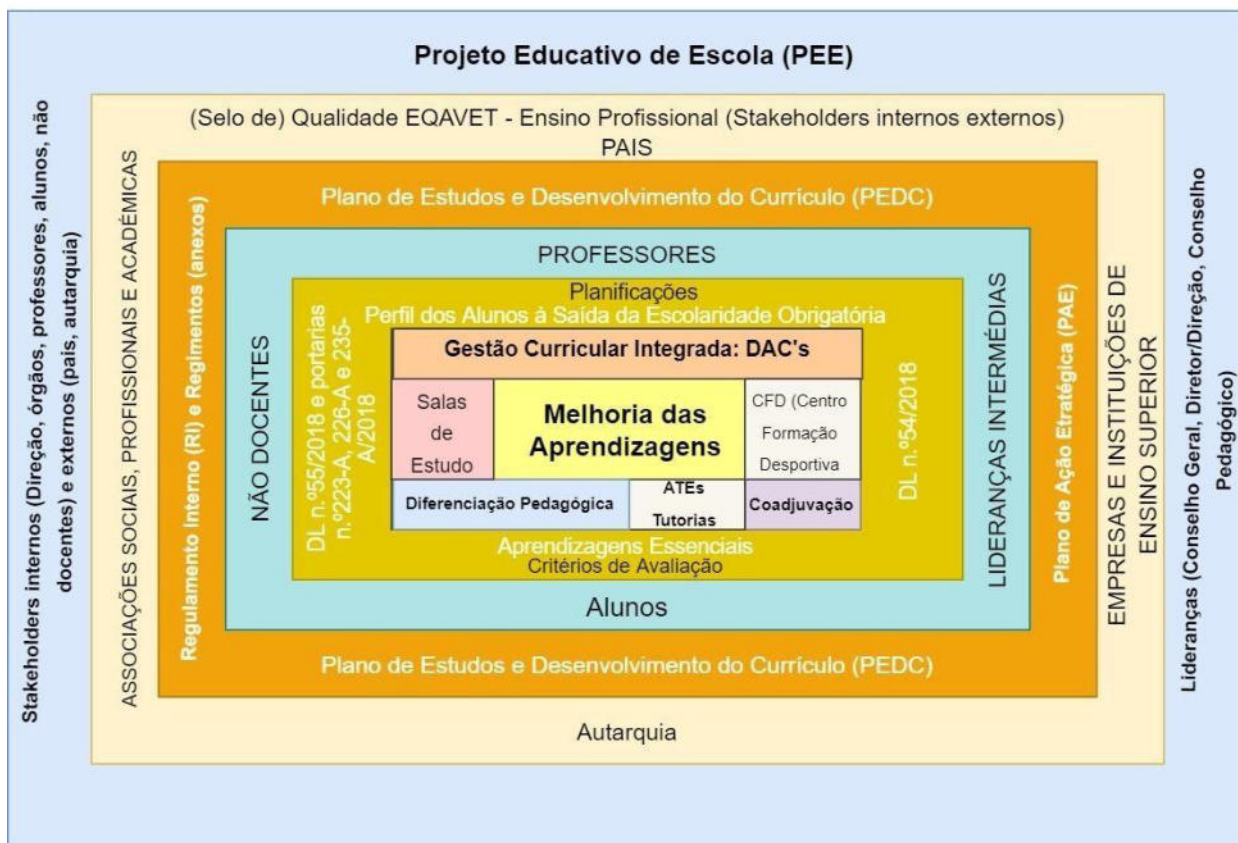 Projeto Educativo de Escola (PEE)
(Selo de) Qualidade EQAVET - Ensino Profissional (Stakeholders internos externos)
PAIS
Plano de Estudos e Desenvolvimento do Currículo (PEDC)
Stakeholders internos (Direção, órgãos, professores, alunos, não
docentes) e externos (pais, autarquia)
ASSOCIAÇÕES SOCIAIS, PROFISSIONAIS E ACADÉMICAS
Regulamento Interno (RI) e Regimentos (anexos)
NÃO DOCENTES
PROFESSORES
Planificações
Perfil dos Alunos à Saída da Escolaridade Obrigatória
DL n.º55/2018 e portarias
n.º223-A, 226-A e 235-
A/2018
Gestão Curricular Integrada: DAC's
Salas
de
Estudo
Melhoria das
Aprendizagens
CFD (Centro
Formação
Desportiva
Diferenciação Pedagógica
ATEs
Tutorias
Coadjuvação
DL n.º54/2018
Aprendizagens Essenciais
Critérios de Avaliação
Alunos
LIDERANÇAS INTERMÉDIAS
Plano de Ação Etratégica (PAE)
EMPRESAS E INSTITUIÇÕES DE
ENSINO SUPERIOR
Lideranças (Conselho Geral, Diretor/Direção, Conselho
Pedagógico)
Plano de Estudos e Desenvolvimento do Currículo (PEDC)
Autarquia